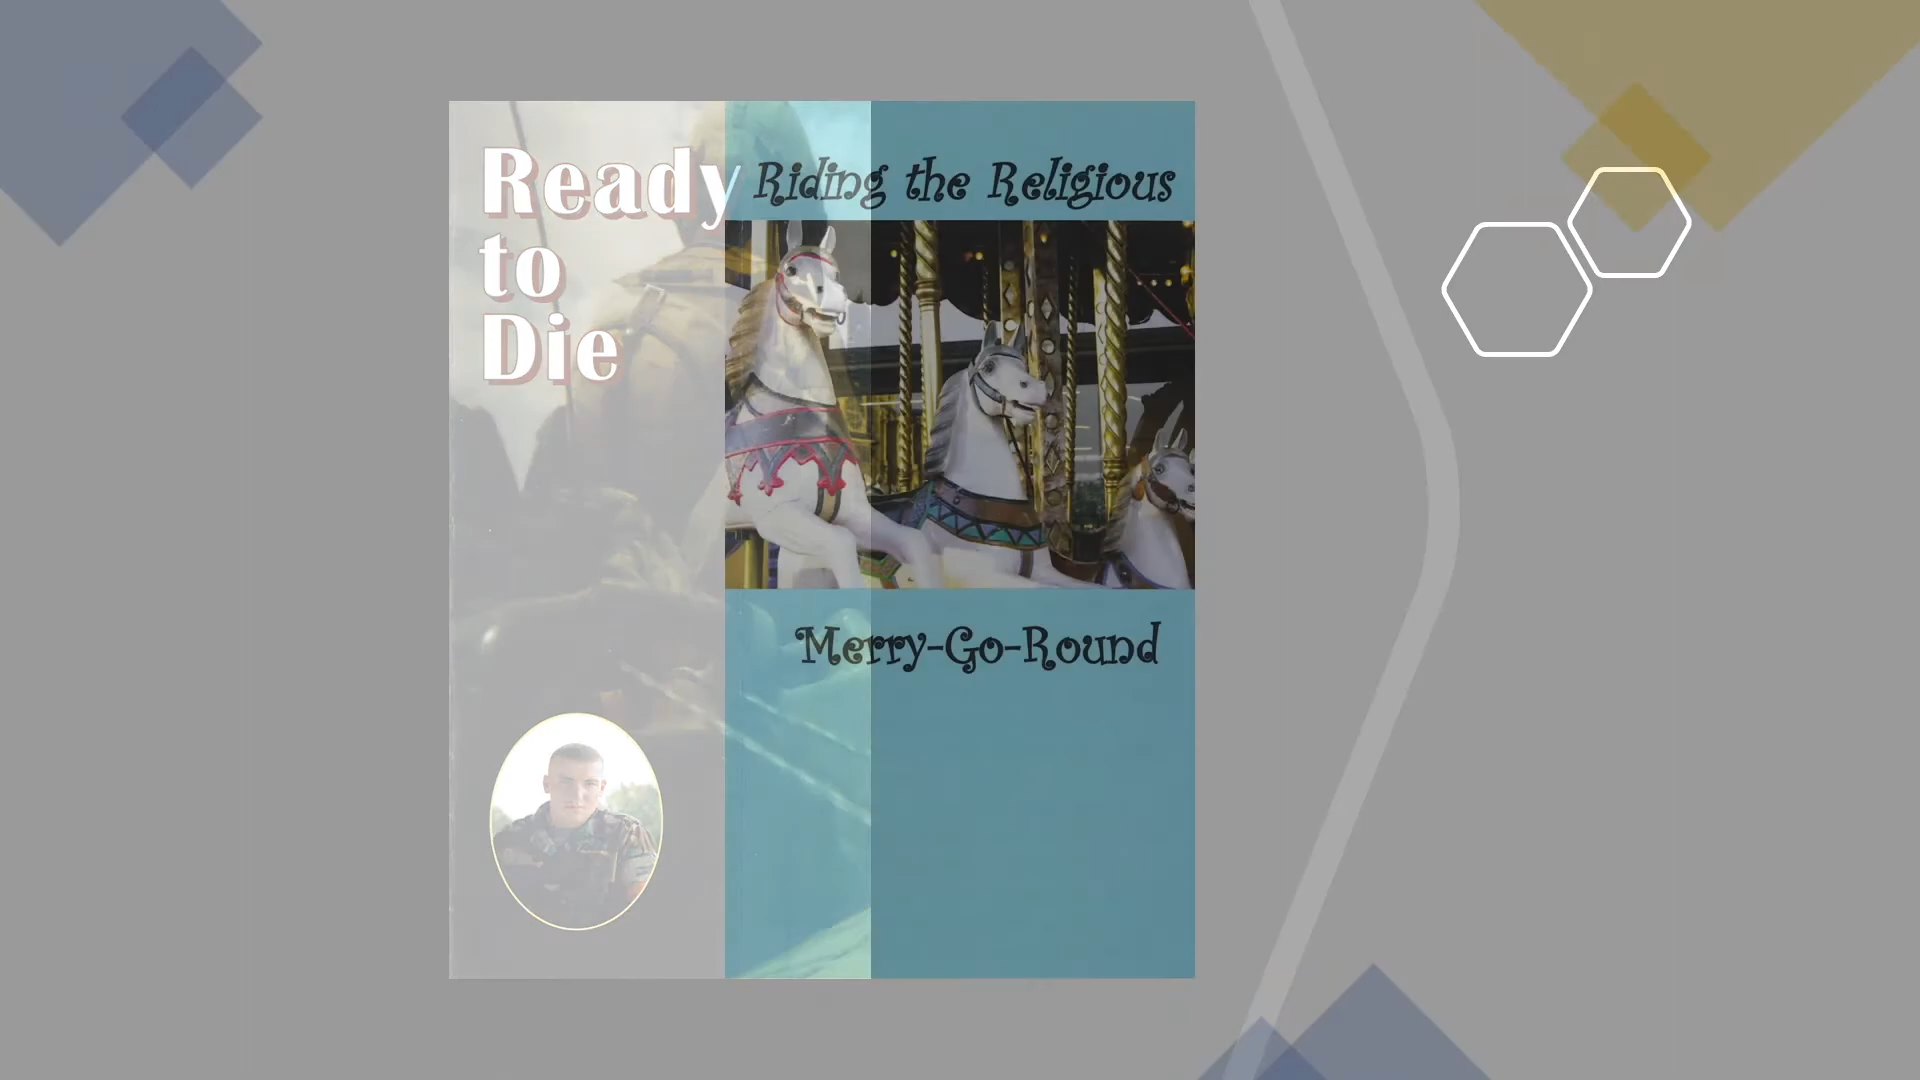 Ready
to
Die
Riding the Religious
Merry-Go-Round